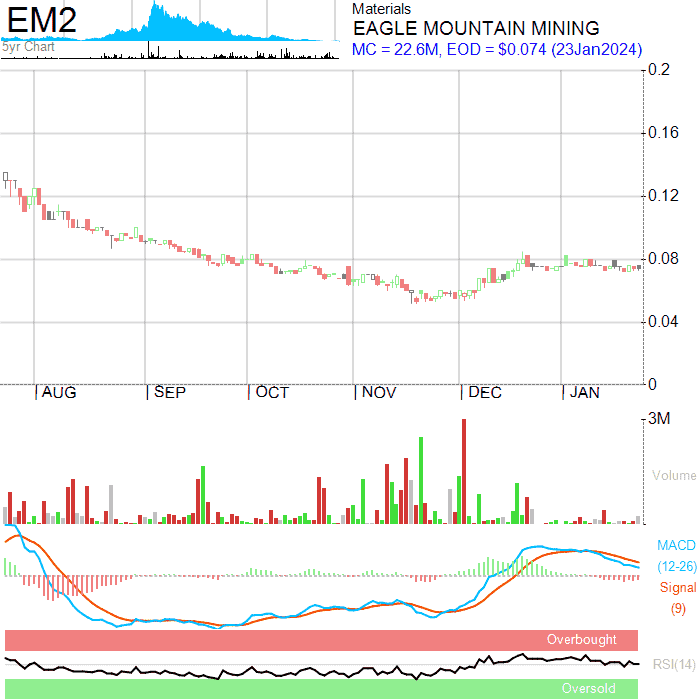 EM2
5yr Chart
Materials
EAGLE MOUNTAIN MINING
MC = 22.6M, EOD = $0.074 (23Jan2024)
0.2
0.16
0.12
0.08
0.04
0
AUG SEP OCT NOV DEC JAN
3M
Volume
MACD
(12-26)
Signal
(9)
Overbought
RSI(14)
Oversold